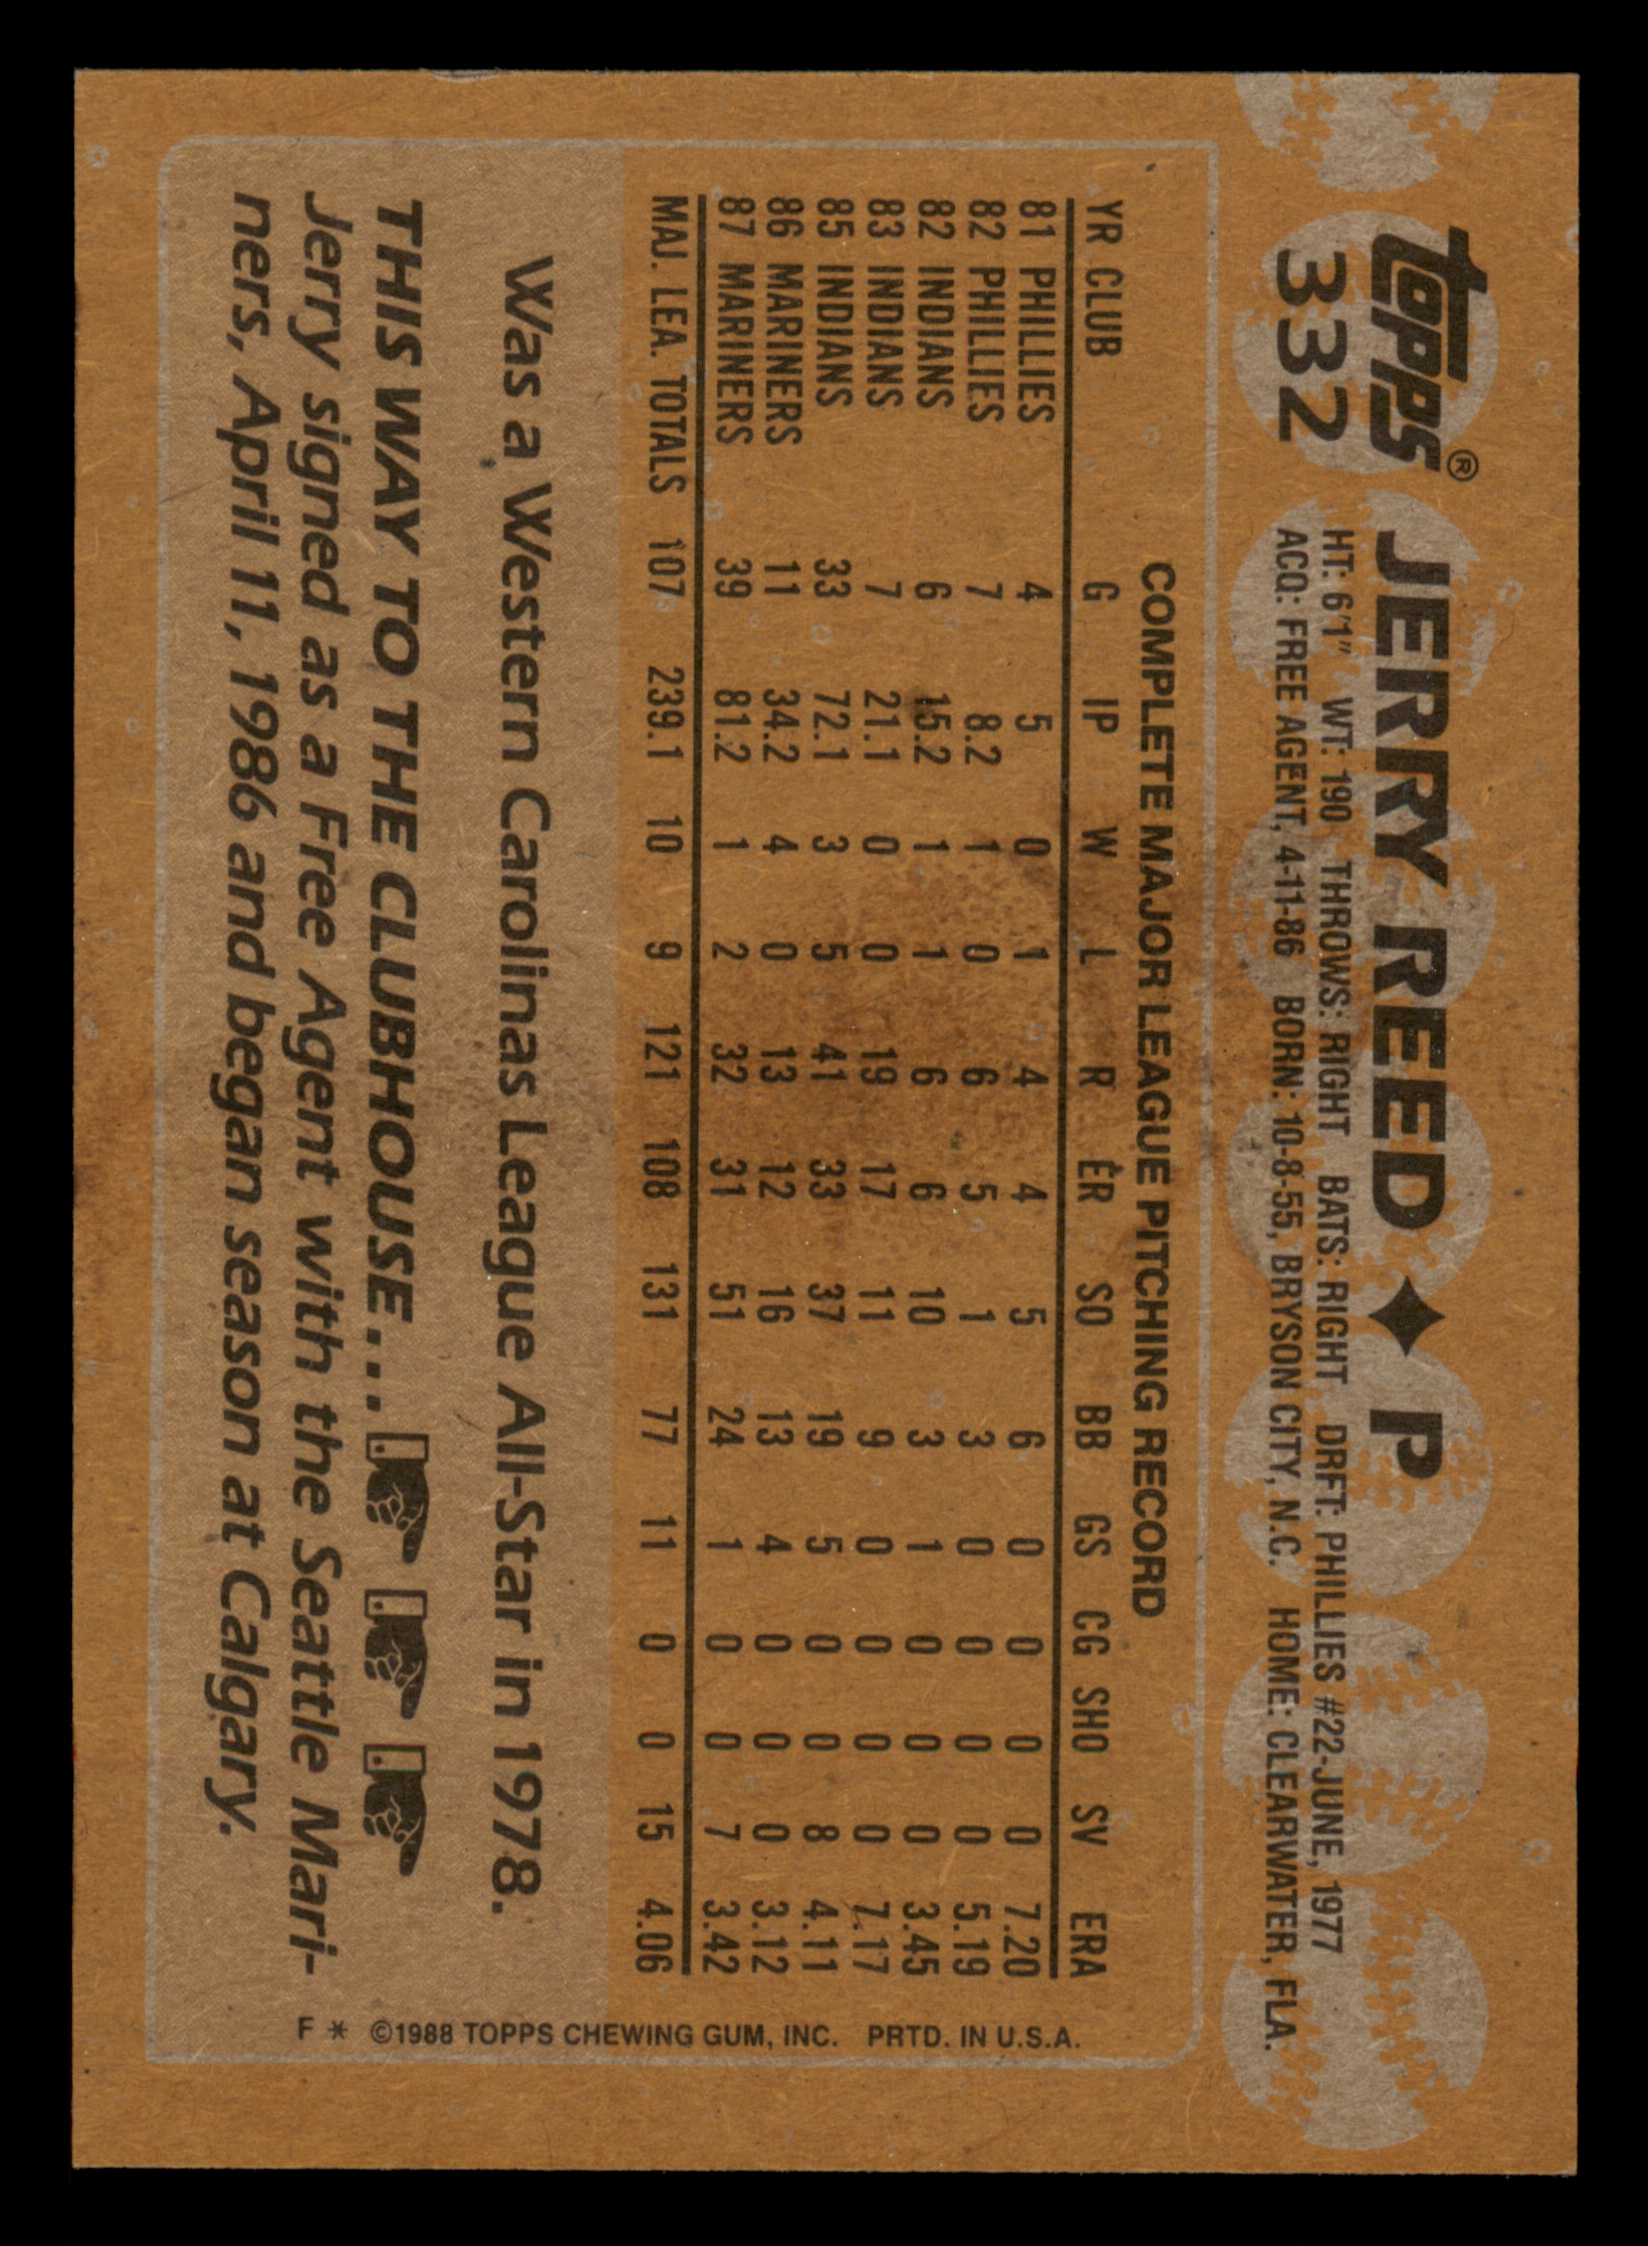 Topps®
332
JERRY REED ♦ P
HT: 6'1" WT: 190 THROWS: RIGHT BATS: RIGHT DRFT: PHILLIES #22-JUNE, 1977
ACQ: FREE AGENT, 4-11-86 BORN: 10-8-55, BRYSON CITY, N.C. HOME: CLEARWATER, FLA.
COMPLETE MAJOR LEAGUE PITCHING RECORD
YR CLUB G IP W L R ER SO BB GS CG SHO SV ERA
81 PHILLIES 4 5 0 1 4 4 5 6 0 0 0 0 7.20
82 PHILLIES 7 8.2 1 0 6 5 1 3 0 0 0 0 5.19
82 INDIANS 6 15.2 1 1 6 6 10 3 1 0 0 0 3.45
83 INDIANS 7 21.1 0 0 19 17 11 9 0 0 0 0 7.17
85 INDIANS 33 72.1 3 5 41 33 37 19 5 0 0 8 4.11
86 MARINERS 11 34.2 4 0 13 12 16 13 4 0 0 0 3.12
87 MARINERS 39 81.2 1 2 32 31 51 24 1 0 0 7 3.42
MAJ. LEA. TOTALS 107 239.1 10 9 121 108 131 77 11 0 0 15 4.06
Was a Western Carolinas League All-Star in 1978.
THIS WAY TO THE CLUBHOUSE...
Jerry signed as a Free Agent with the Seattle Mari-
ners, April 11, 1986 and began season at Calgary.
F * ©1988 TOPPS CHEWING GUM, INC. PRTD. IN U.S.A.